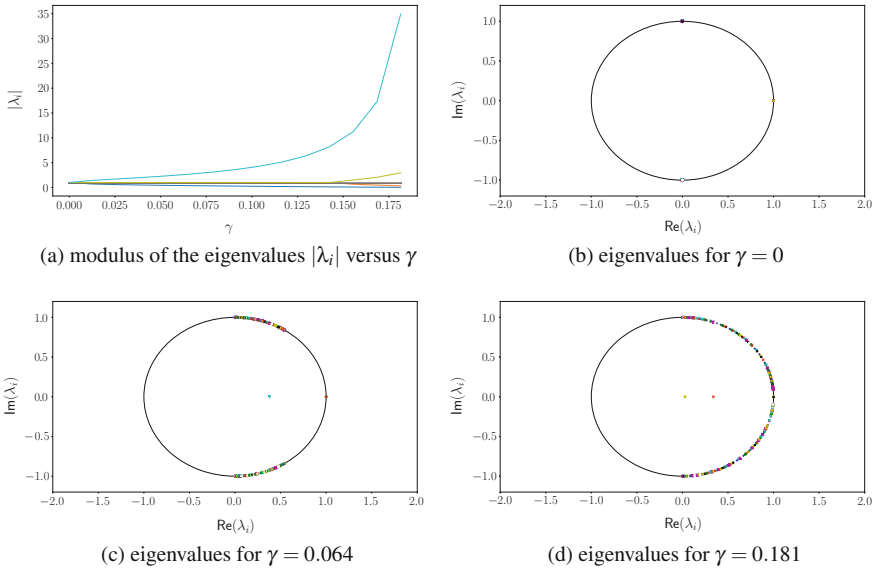 35
30
25
20
15
10
5
0
|λᵢ|
0.000 0.025 0.050 0.075 0.100 0.125 0.150 0.175
γ
(a) modulus of the eigenvalues |λᵢ| versus γ
1.0
0.5
0.0
−0.5
−1.0
Im(λᵢ)
−2.0 −1.5 −1.0 −0.5 0.0 0.5 1.0 1.5 2.0
Re(λᵢ)
(b) eigenvalues for γ = 0
1.0
0.5
0.0
−0.5
−1.0
Im(λᵢ)
−2.0 −1.5 −1.0 −0.5 0.0 0.5 1.0 1.5 2.0
Re(λᵢ)
(c) eigenvalues for γ = 0.064
1.0
0.5
0.0
−0.5
−1.0
Im(λᵢ)
−2.0 −1.5 −1.0 −0.5 0.0 0.5 1.0 1.5 2.0
Re(λᵢ)
(d) eigenvalues for γ = 0.181